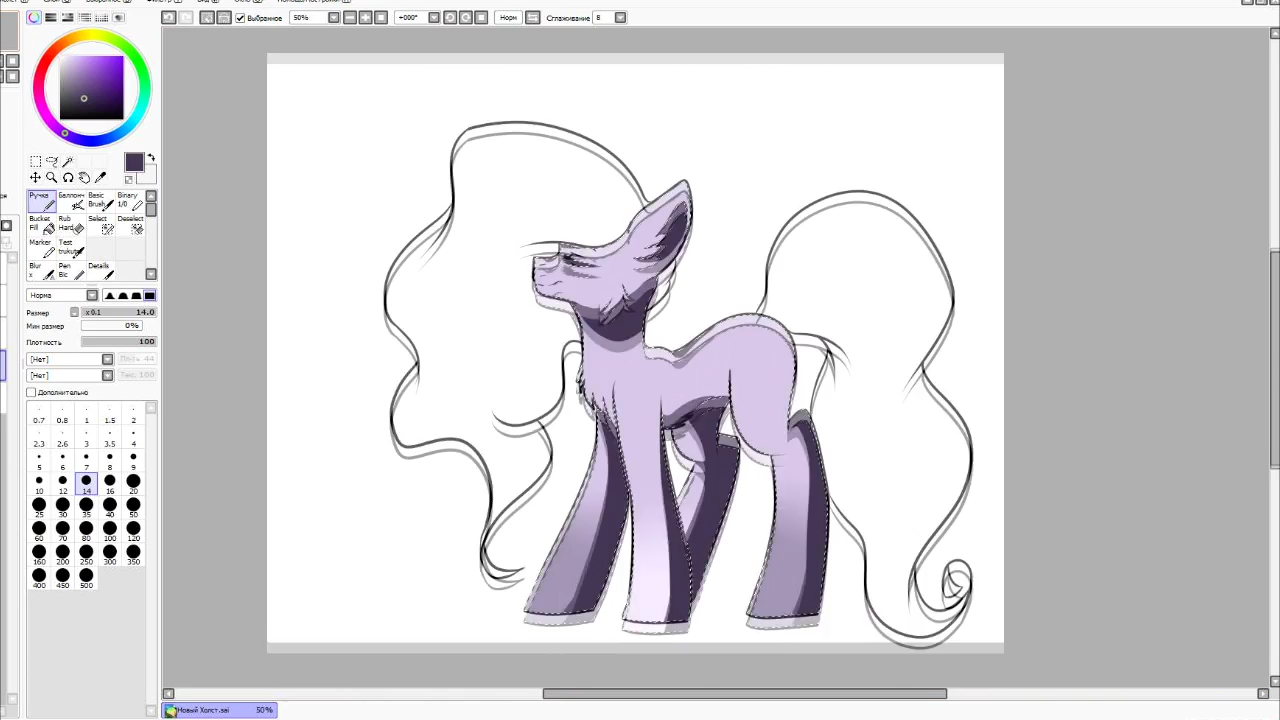 Выбранное 50% +000° Норм Сглаживание 8
Ручка Basic Brush Binary 1/0
Bucket Fill Rub Hard Select Deselect
Marker Test
Blur x Pen Bic Details
Норма
Размер x 0.1 14.0
Мин размер 0%
Плотность 100
[Нет]
[Нет]
Дополнительно
0.7 0.8 1 1.5 2
2.3 2.6 3 3.5 4
5 6 7 8 9
10 12 14 16 20
25 30 35 40 50
60 70 80 100 120
160 200 250 300 350
400 450 500
Новый Холст.sai 50%